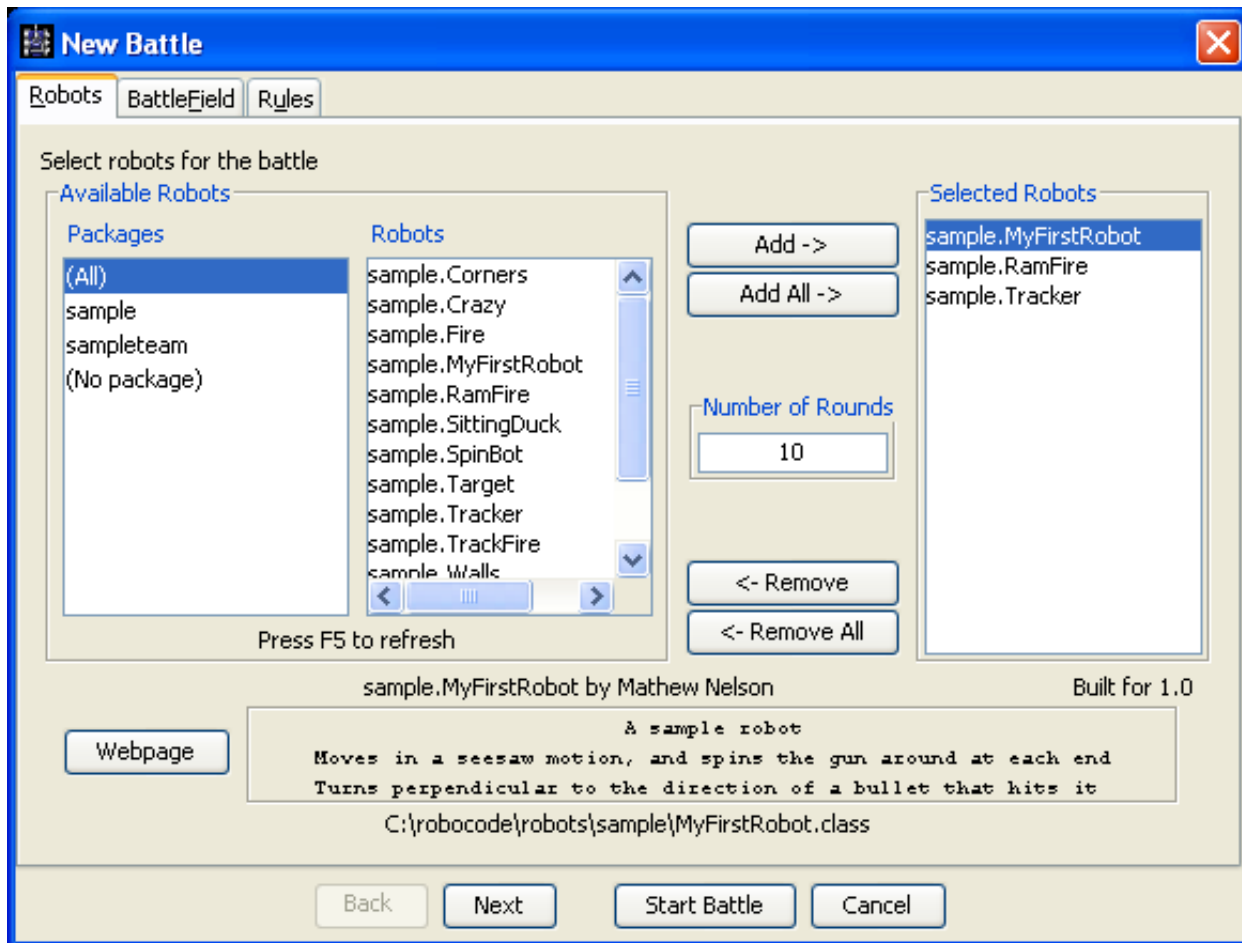 New Battle
Robots BattleField Rules
Select robots for the battle
Available Robots
Packages
(All)
sample
sampleteam
(No package)
Robots
sample.Corners
sample.Crazy
sample.Fire
sample.MyFirstRobot
sample.RamFire
sample.SittingDuck
sample.SpinBot
sample.Target
sample.Tracker
sample.TrackFire
sample.Walls
Press F5 to refresh
Add ->
Add All ->
Number of Rounds
10
<- Remove
<- Remove All
Selected Robots
sample.MyFirstRobot
sample.RamFire
sample.Tracker
sample.MyFirstRobot by Mathew Nelson
Built for 1.0
Webpage
A sample robot
Moves in a seesaw motion, and spins the gun around at each end
Turns perpendicular to the direction of a bullet that hits it
C:\robocode\robots\sample\MyFirstRobot.class
Back Next Start Battle Cancel